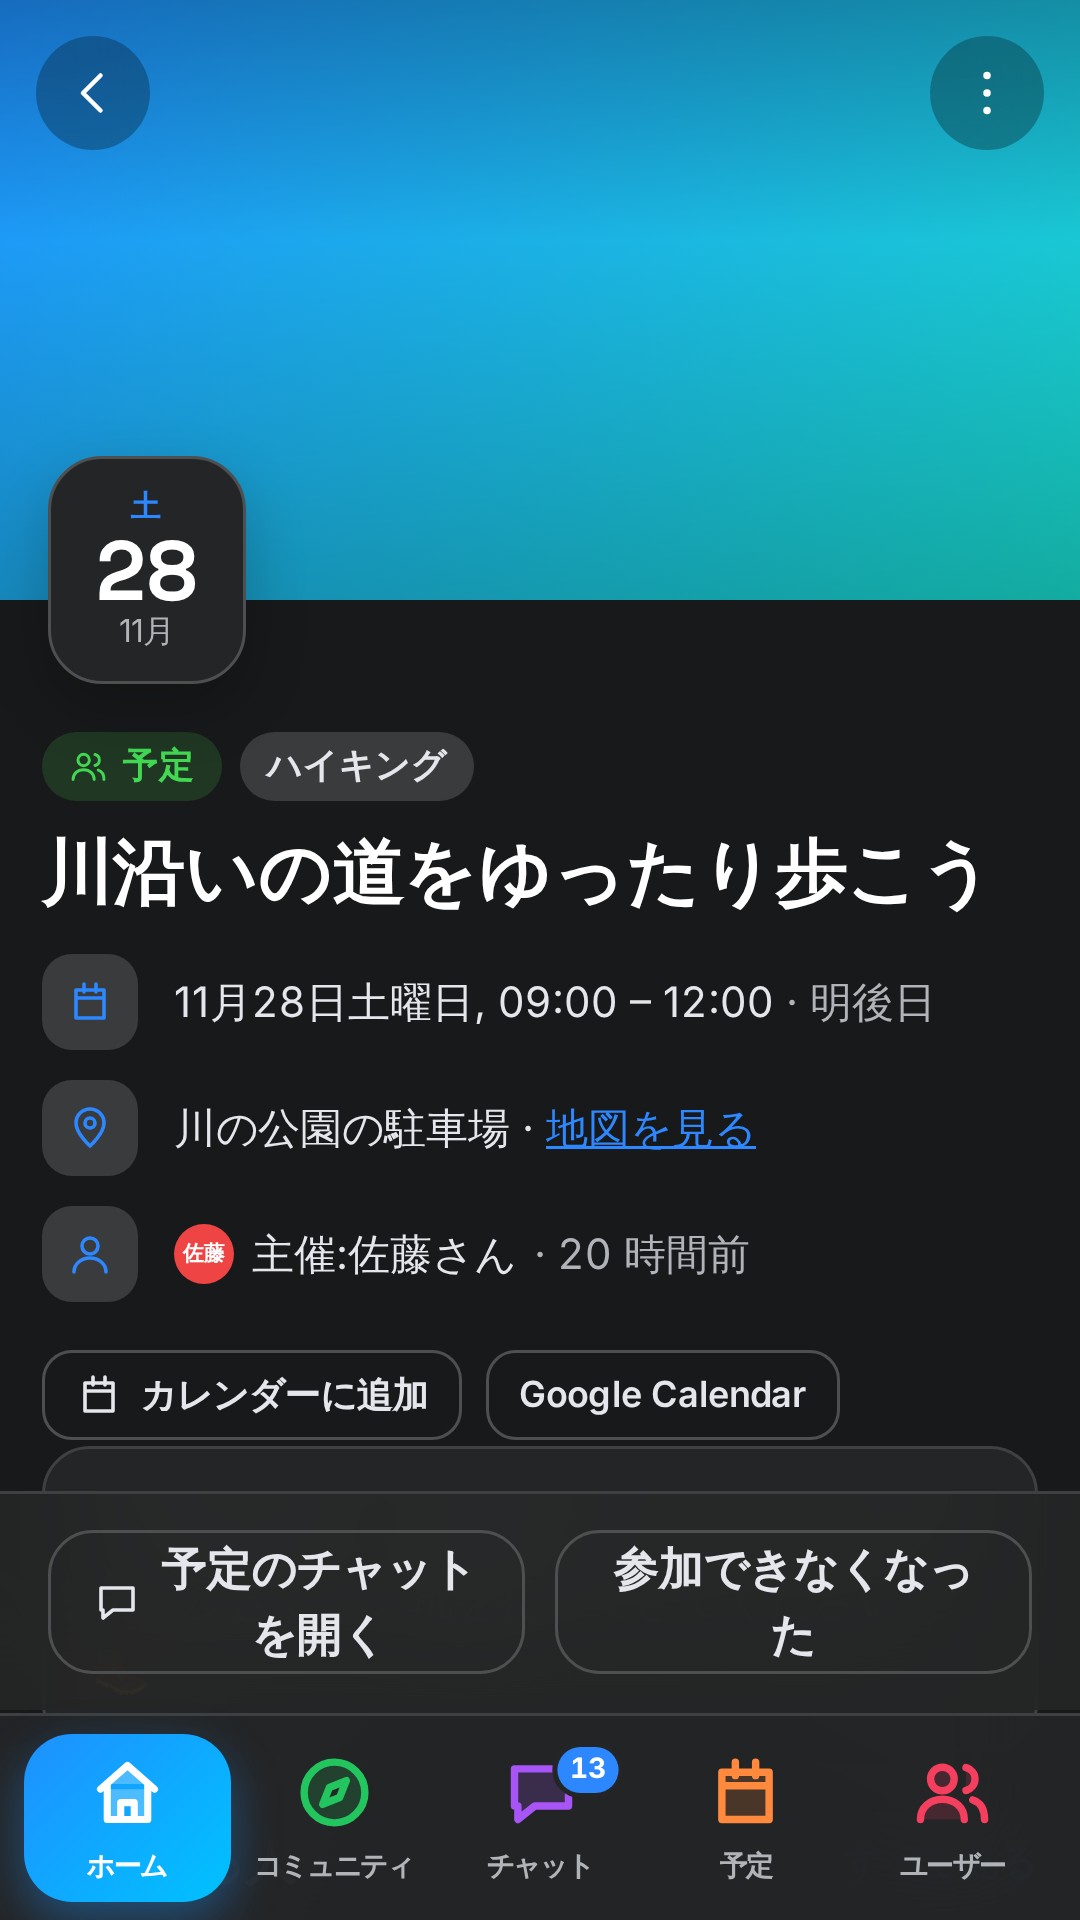 土
28
11月
予定
ハイキング
川沿いの道をゆったり歩こう
11月28日土曜日, 09:00 – 12:00 · 明後日
川の公園の駐車場 · 地図を見る
佐藤 主催:佐藤さん · 20 時間前
カレンダーに追加
Google Calendar
予定のチャット
を開く
参加できなくなっ
た
13
ホーム
コミュニティ
チャット
予定
ユーザー